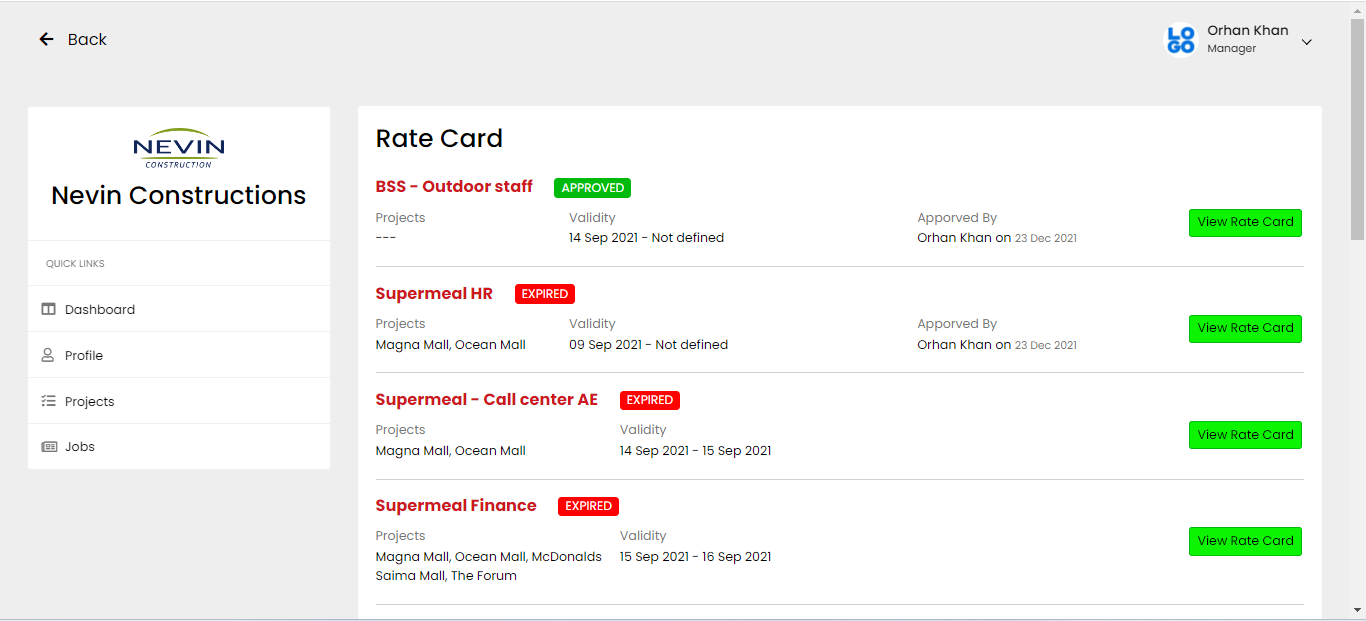 Back
LO
GO
Orhan Khan
Manager
NEVIN
CONSTRUCTION
Nevin Constructions
QUICK LINKS
Dashboard
Profile
Projects
Jobs
Rate Card
BSS - Outdoor staff APPROVED
Projects Validity Apporved By
--- 14 Sep 2021 - Not defined Orhan Khan on 23 Dec 2021
View Rate Card
Supermeal HR EXPIRED
Projects Validity Apporved By
Magna Mall, Ocean Mall 09 Sep 2021 - Not defined Orhan Khan on 23 Dec 2021
View Rate Card
Supermeal - Call center AE EXPIRED
Projects Validity
Magna Mall, Ocean Mall 14 Sep 2021 - 15 Sep 2021
View Rate Card
Supermeal Finance EXPIRED
Projects Validity
Magna Mall, Ocean Mall, McDonalds 15 Sep 2021 - 16 Sep 2021
Saima Mall, The Forum
View Rate Card